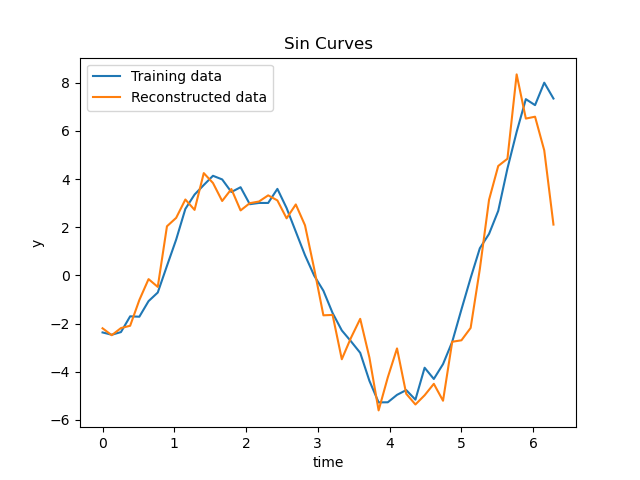 Sin Curves
Training data
Reconstructed data
8
6
4
2
0
−2
−4
−6
y
0 1 2 3 4 5 6
time